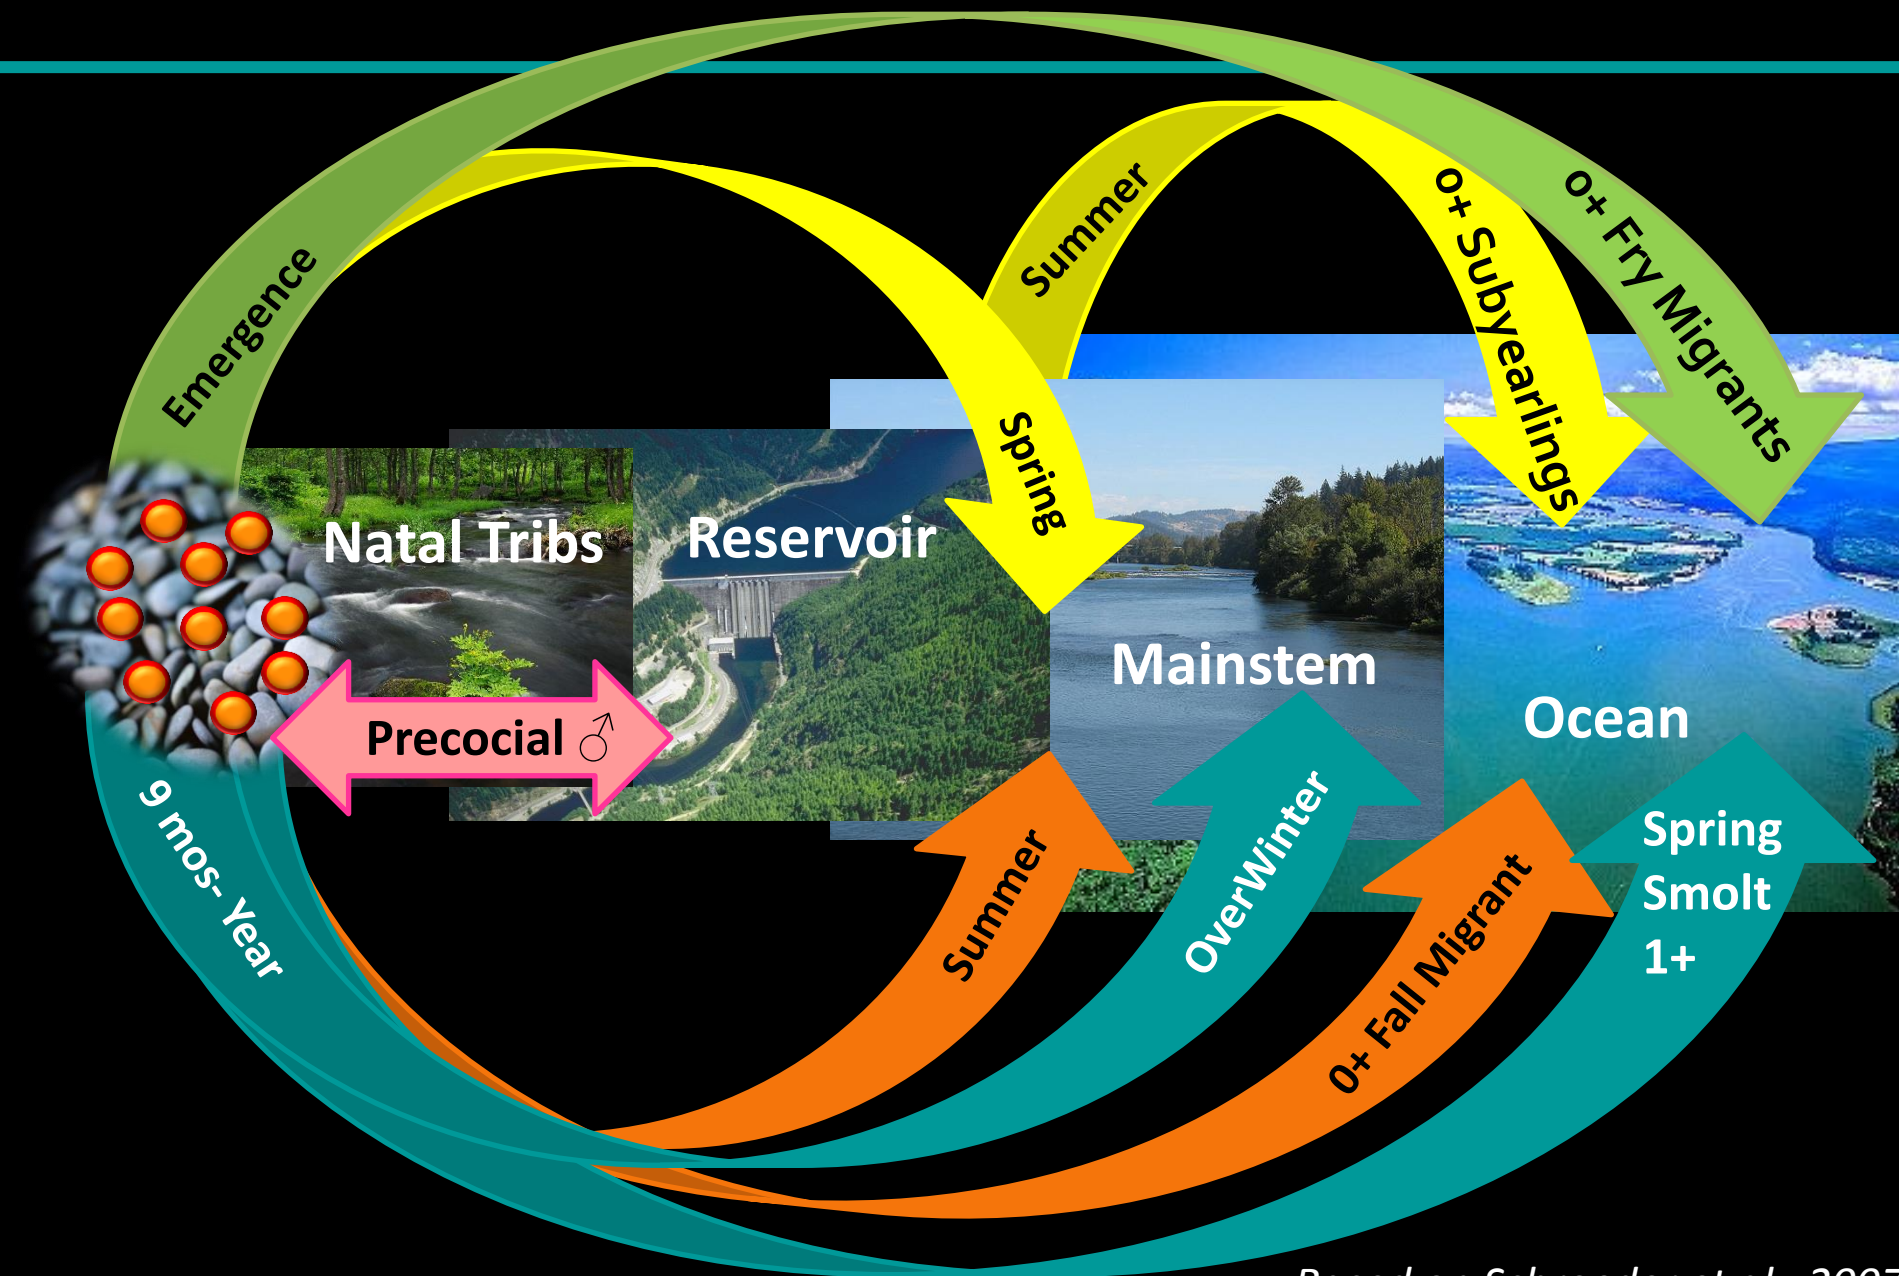 Emergence
Summer
0+ Subyearlings
0+ Fry Migrants
Spring
Natal Tribs
Reservoir
Mainstem
Ocean
Precocial ♂
9 mos- Year
Summer
OverWinter
0+ Fall Migrant
Spring
Smolt
1+